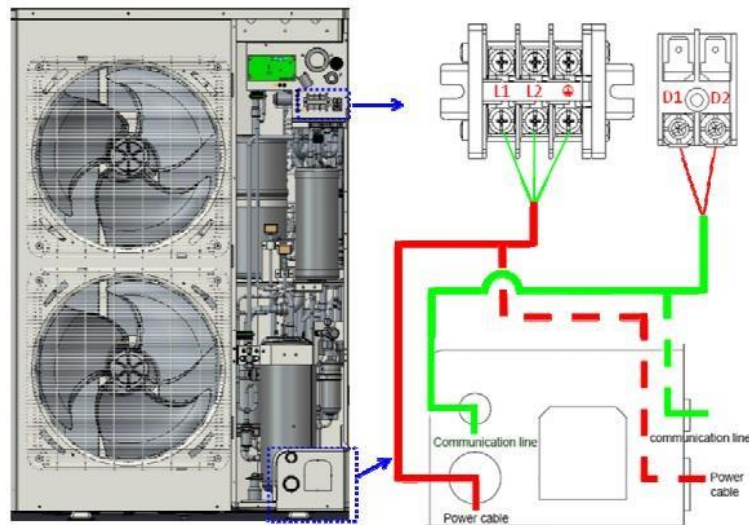 L1 L2 ⏚
D1 D2
Communication line
communication line
Power cable
Power
cable